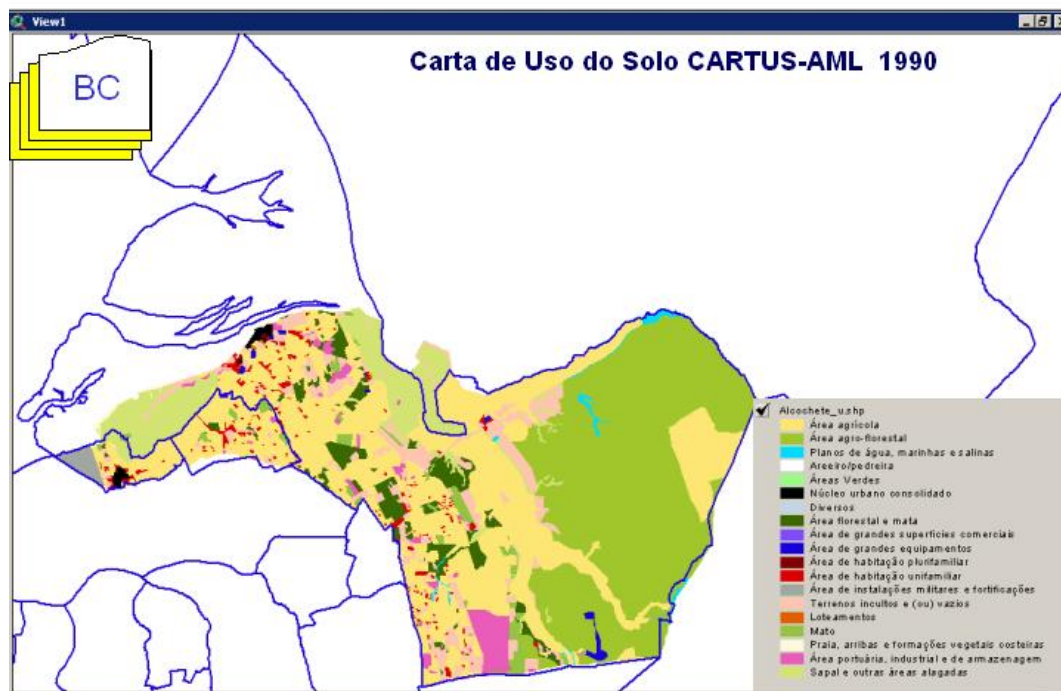 View1
Carta de Uso do Solo CARTUS-AML 1990
BC
Alcochete_u.shp
Área agrícola
Área agro-florestal
Planos de água, marinhas e salinas
Areeiro/pedreira
Áreas Verdes
Núcleo urbano consolidado
Diversos
Área florestal e mata
Área de grandes superfícies comerciais
Área de grandes equipamentos
Área de habitação plurifamiliar
Área de habitação unifamiliar
Área de instalações militares e fortificações
Terrenos incultos e (ou) vazios
Loteamentos
Mato
Praia, arribas e formações vegetais costeiras
Área portuária, industrial e de armazenagem
Sapal e outras áreas alagadas